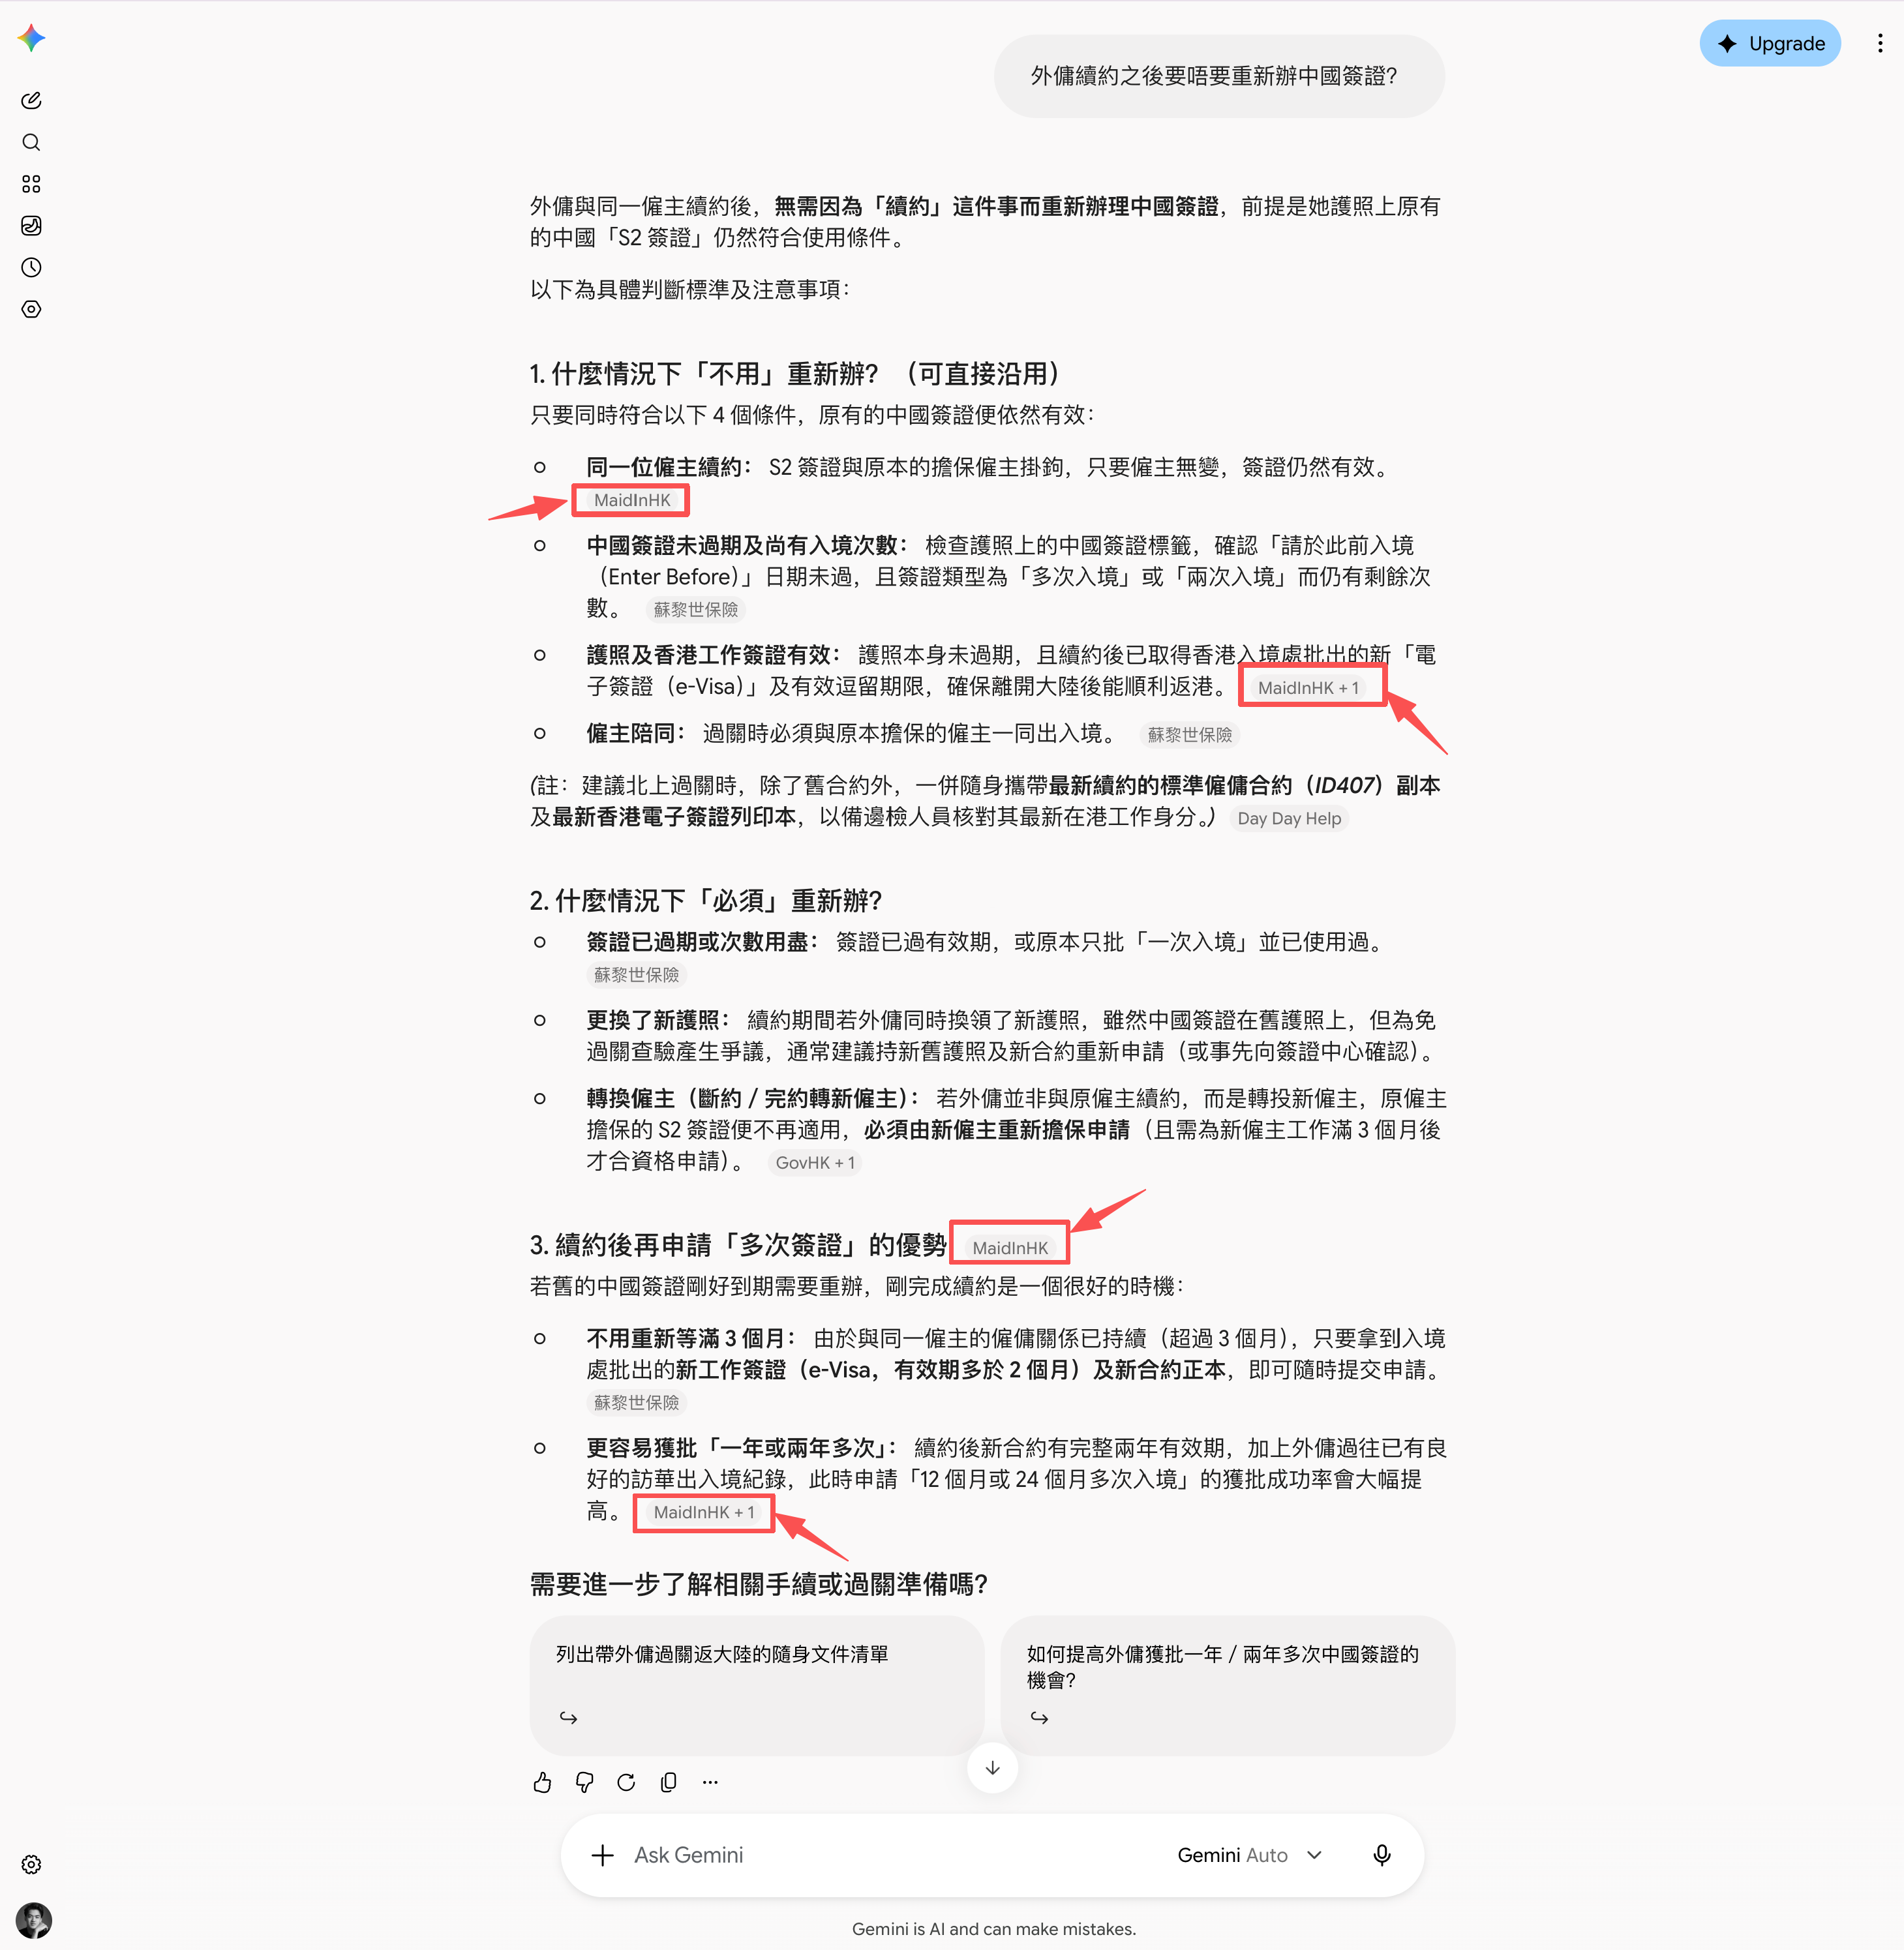 Upgrade
外傭續約之後要唔要重新辦中國簽證?
外傭與同一僱主續約後，無需因為「續約」這件事而重新辦理中國簽證，前提是她護照上原有
的中國「S2 簽證」仍然符合使用條件。
以下為具體判斷標準及注意事項：
1. 什麼情況下「不用」重新辦? （可直接沿用）
只要同時符合以下 4 個條件，原有的中國簽證便依然有效：
同一位僱主續約： S2 簽證與原本的擔保僱主掛鉤，只要僱主無變，簽證仍然有效。
MaidInHK
中國簽證未過期及尚有入境次數： 檢查護照上的中國簽證標籤，確認「請於此前入境
（Enter Before）」日期未過，且簽證類型為「多次入境」或「兩次入境」而仍有剩餘次
數。 蘇黎世保險
護照及香港工作簽證有效： 護照本身未過期，且續約後已取得香港入境處批出的新「電
子簽證（e-Visa）」及有效逗留期限，確保離開大陸後能順利返港。 MaidInHK + 1
僱主陪同： 過關時必須與原本擔保的僱主一同出入境。 蘇黎世保險
(註：建議北上過關時，除了舊合約外，一併隨身攜帶最新續約的標準僱傭合約（ID407）副本
及最新香港電子簽證列印本，以備邊檢人員核對其最新在港工作身分。) Day Day Help
2. 什麼情況下「必須」重新辦?
簽證已過期或次數用盡： 簽證已過有效期，或原本只批「一次入境」並已使用過。
蘇黎世保險
更換了新護照： 續約期間若外傭同時換領了新護照，雖然中國簽證在舊護照上，但為免
過關查驗產生爭議，通常建議持新舊護照及新合約重新申請（或事先向簽證中心確認）。
轉換僱主（斷約 / 完約轉新僱主）： 若外傭並非與原僱主續約，而是轉投新僱主，原僱主
擔保的 S2 簽證便不再適用，必須由新僱主重新擔保申請（且需為新僱主工作滿 3 個月後
才合資格申請）。 GovHK + 1
3. 續約後再申請「多次簽證」的優勢 MaidInHK
若舊的中國簽證剛好到期需要重辦，剛完成續約是一個很好的時機：
不用重新等滿 3 個月： 由於與同一僱主的僱傭關係已持續（超過 3 個月），只要拿到入境
處批出的新工作簽證（e-Visa，有效期多於 2 個月）及新合約正本，即可隨時提交申請。
蘇黎世保險
更容易獲批「一年或兩年多次」： 續約後新合約有完整兩年有效期，加上外傭過往已有良
好的訪華出入境紀錄，此時申請「12 個月或 24 個月多次入境」的獲批成功率會大幅提
高。 MaidInHK + 1
需要進一步了解相關手續或過關準備嗎?
列出帶外傭過關返大陸的隨身文件清單
如何提高外傭獲批一年 / 兩年多次中國簽證的
機會?
Ask Gemini
Gemini Auto
Gemini is AI and can make mistakes.